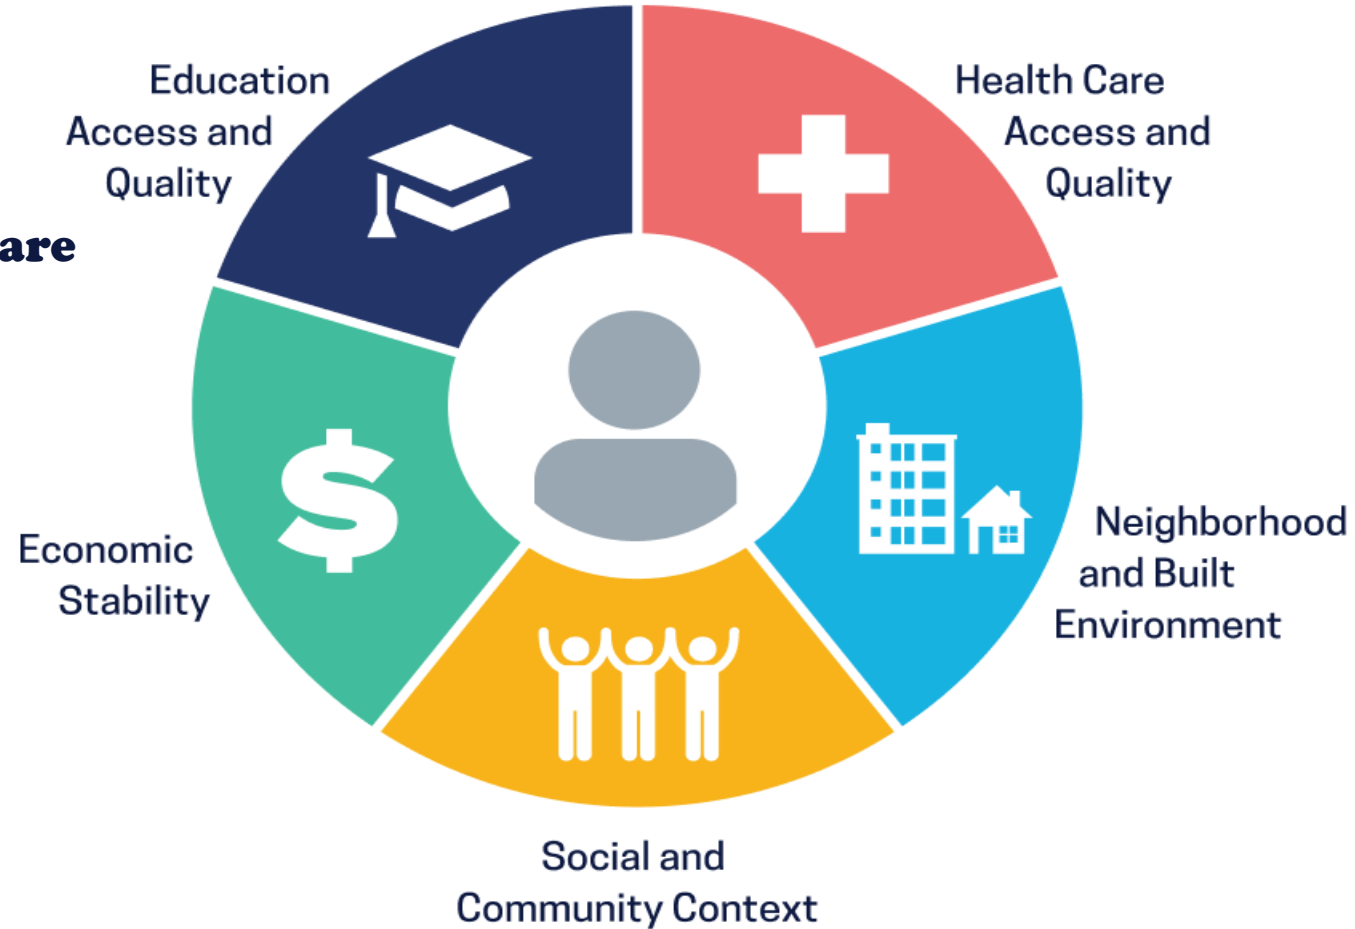 Education
Access and
Quality
Health Care
Access and
Quality
are
Economic
Stability
Neighborhood
and Built
Environment
Social and
Community Context